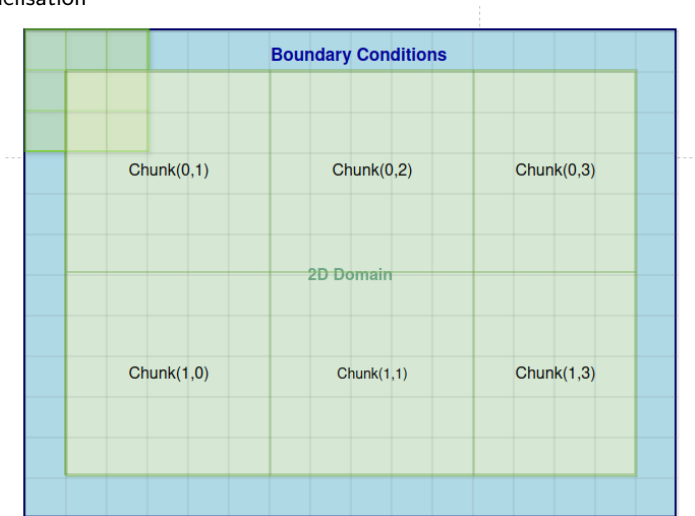 Boundary Conditions
Chunk(0,1) Chunk(0,2) Chunk(0,3)
2D Domain
Chunk(1,0) Chunk(1,1) Chunk(1,3)